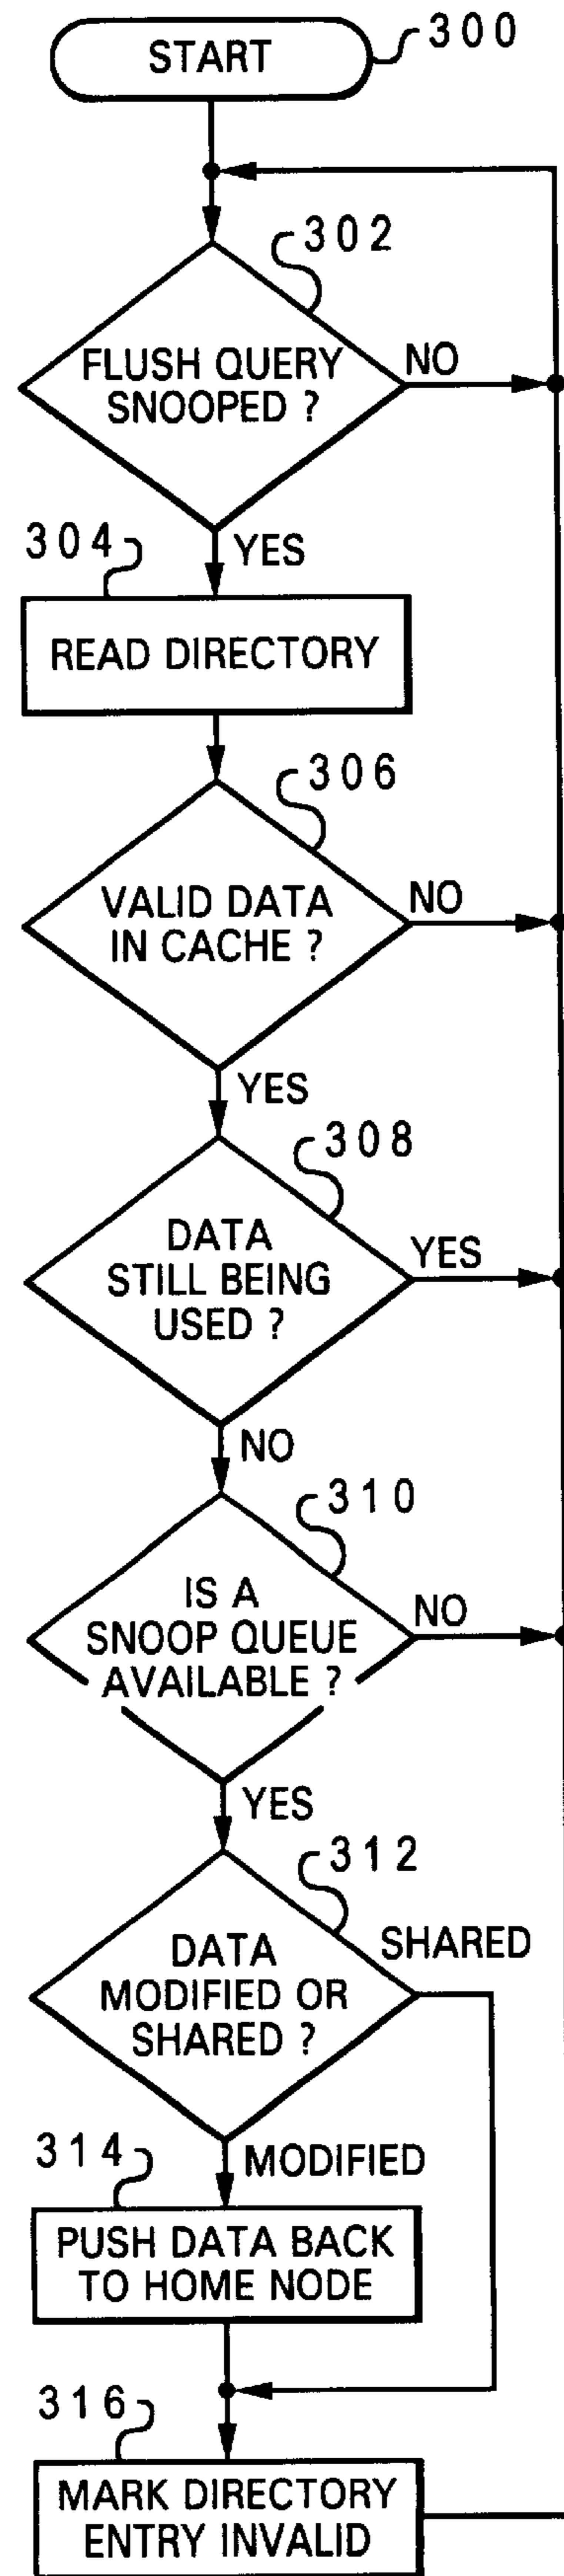 START
300
302
FLUSH QUERY
SNOOPED ?
NO
YES
304
READ DIRECTORY
306
VALID DATA
IN CACHE ?
NO
YES
308
DATA
STILL BEING
USED ?
YES
NO
310
IS A
SNOOP QUEUE
AVAILABLE ?
NO
YES
312
DATA
MODIFIED OR
SHARED ?
SHARED
MODIFIED
314
PUSH DATA BACK
TO HOME NODE
316
MARK DIRECTORY
ENTRY INVALID